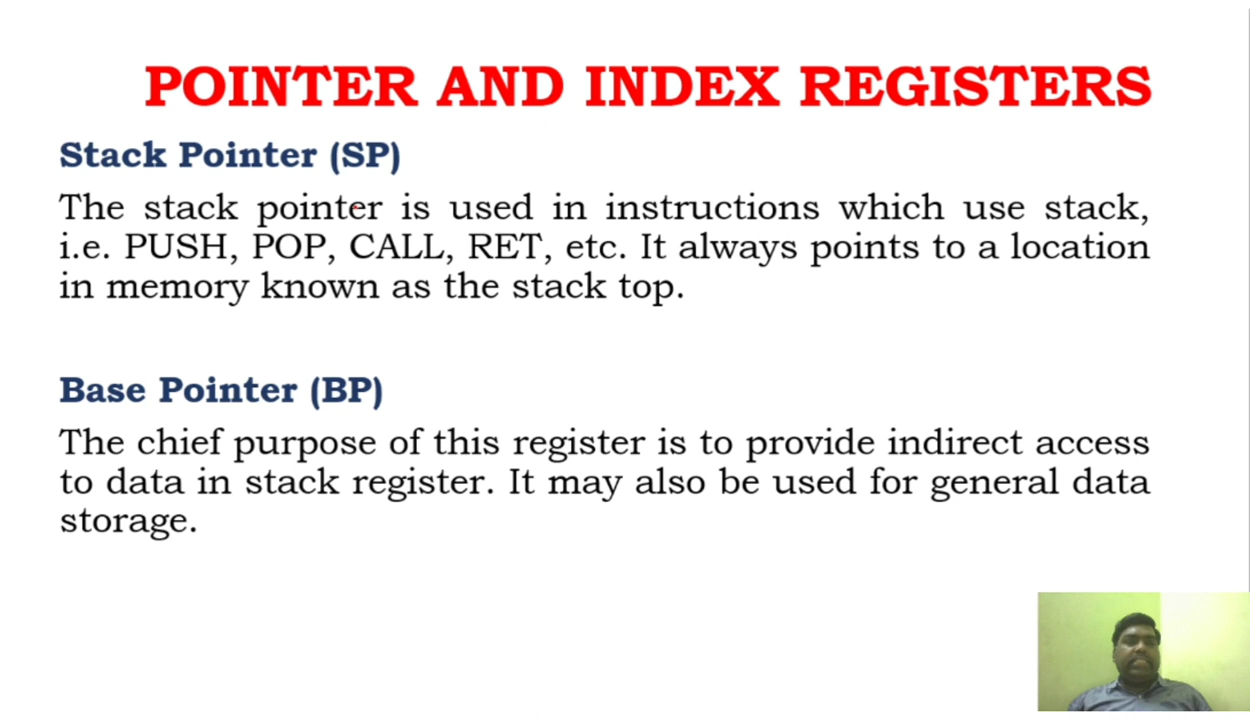 POINTER AND INDEX REGISTERS
Stack Pointer (SP)
The stack pointer is used in instructions which use stack,
i.e. PUSH, POP, CALL, RET, etc. It always points to a location
in memory known as the stack top.
Base Pointer (BP)
The chief purpose of this register is to provide indirect access
to data in stack register. It may also be used for general data
storage.